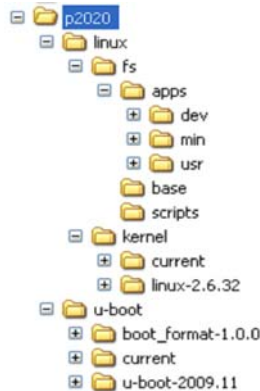 p2020
linux
fs
apps
dev
min
usr
base
scripts
kernel
current
linux-2.6.32
u-boot
boot_format-1.0.0
current
u-boot-2009.11